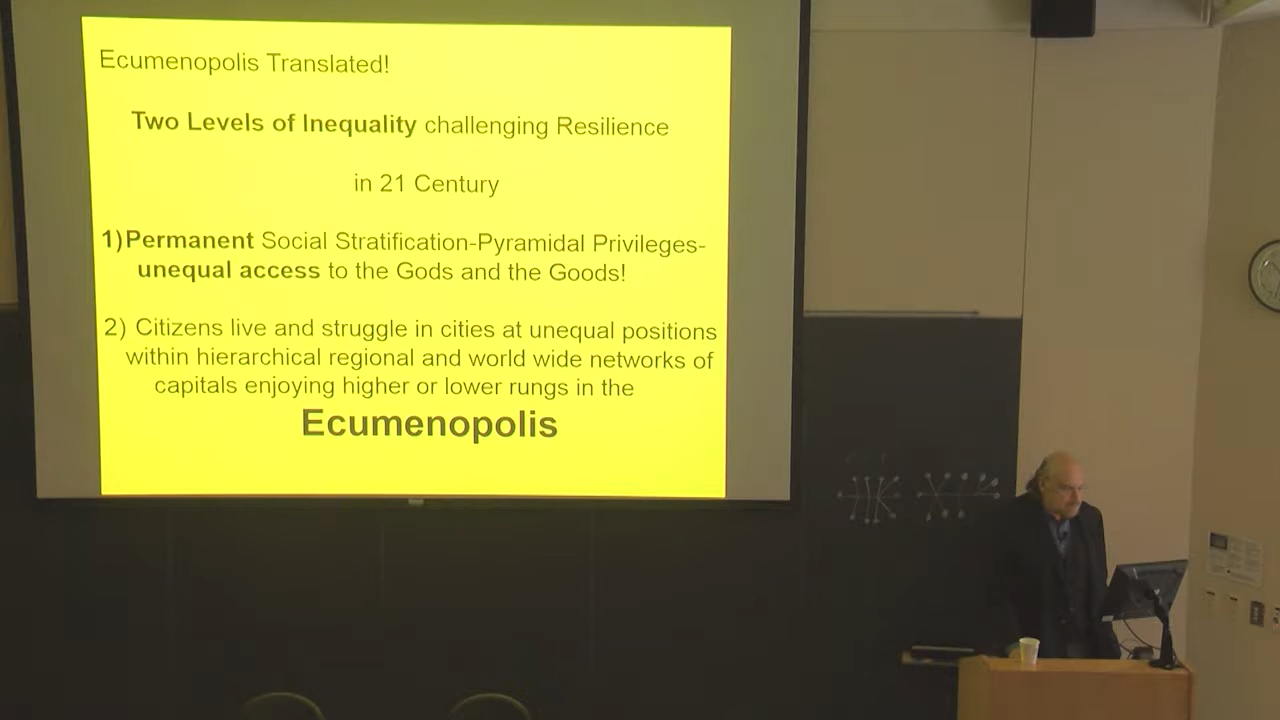 Ecumenopolis Translated!
Two Levels of Inequality challenging Resilience
in 21 Century
1)Permanent Social Stratification-Pyramidal Privileges-
unequal access to the Gods and the Goods!
2) Citizens live and struggle in cities at unequal positions
within hierarchical regional and world wide networks of
capitals enjoying higher or lower rungs in the
Ecumenopolis